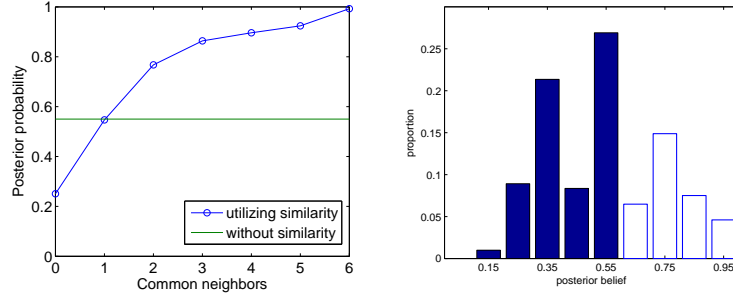 Posterior probability
1
0.8
0.6
0.4
0.2
0
0 1 2 3 4 5 6
Common neighbors
utilizing similarity
without similarity
proportion
0.25
0.2
0.15
0.1
0.05
0
0.15 0.35 0.55 0.75 0.95
posterior belief